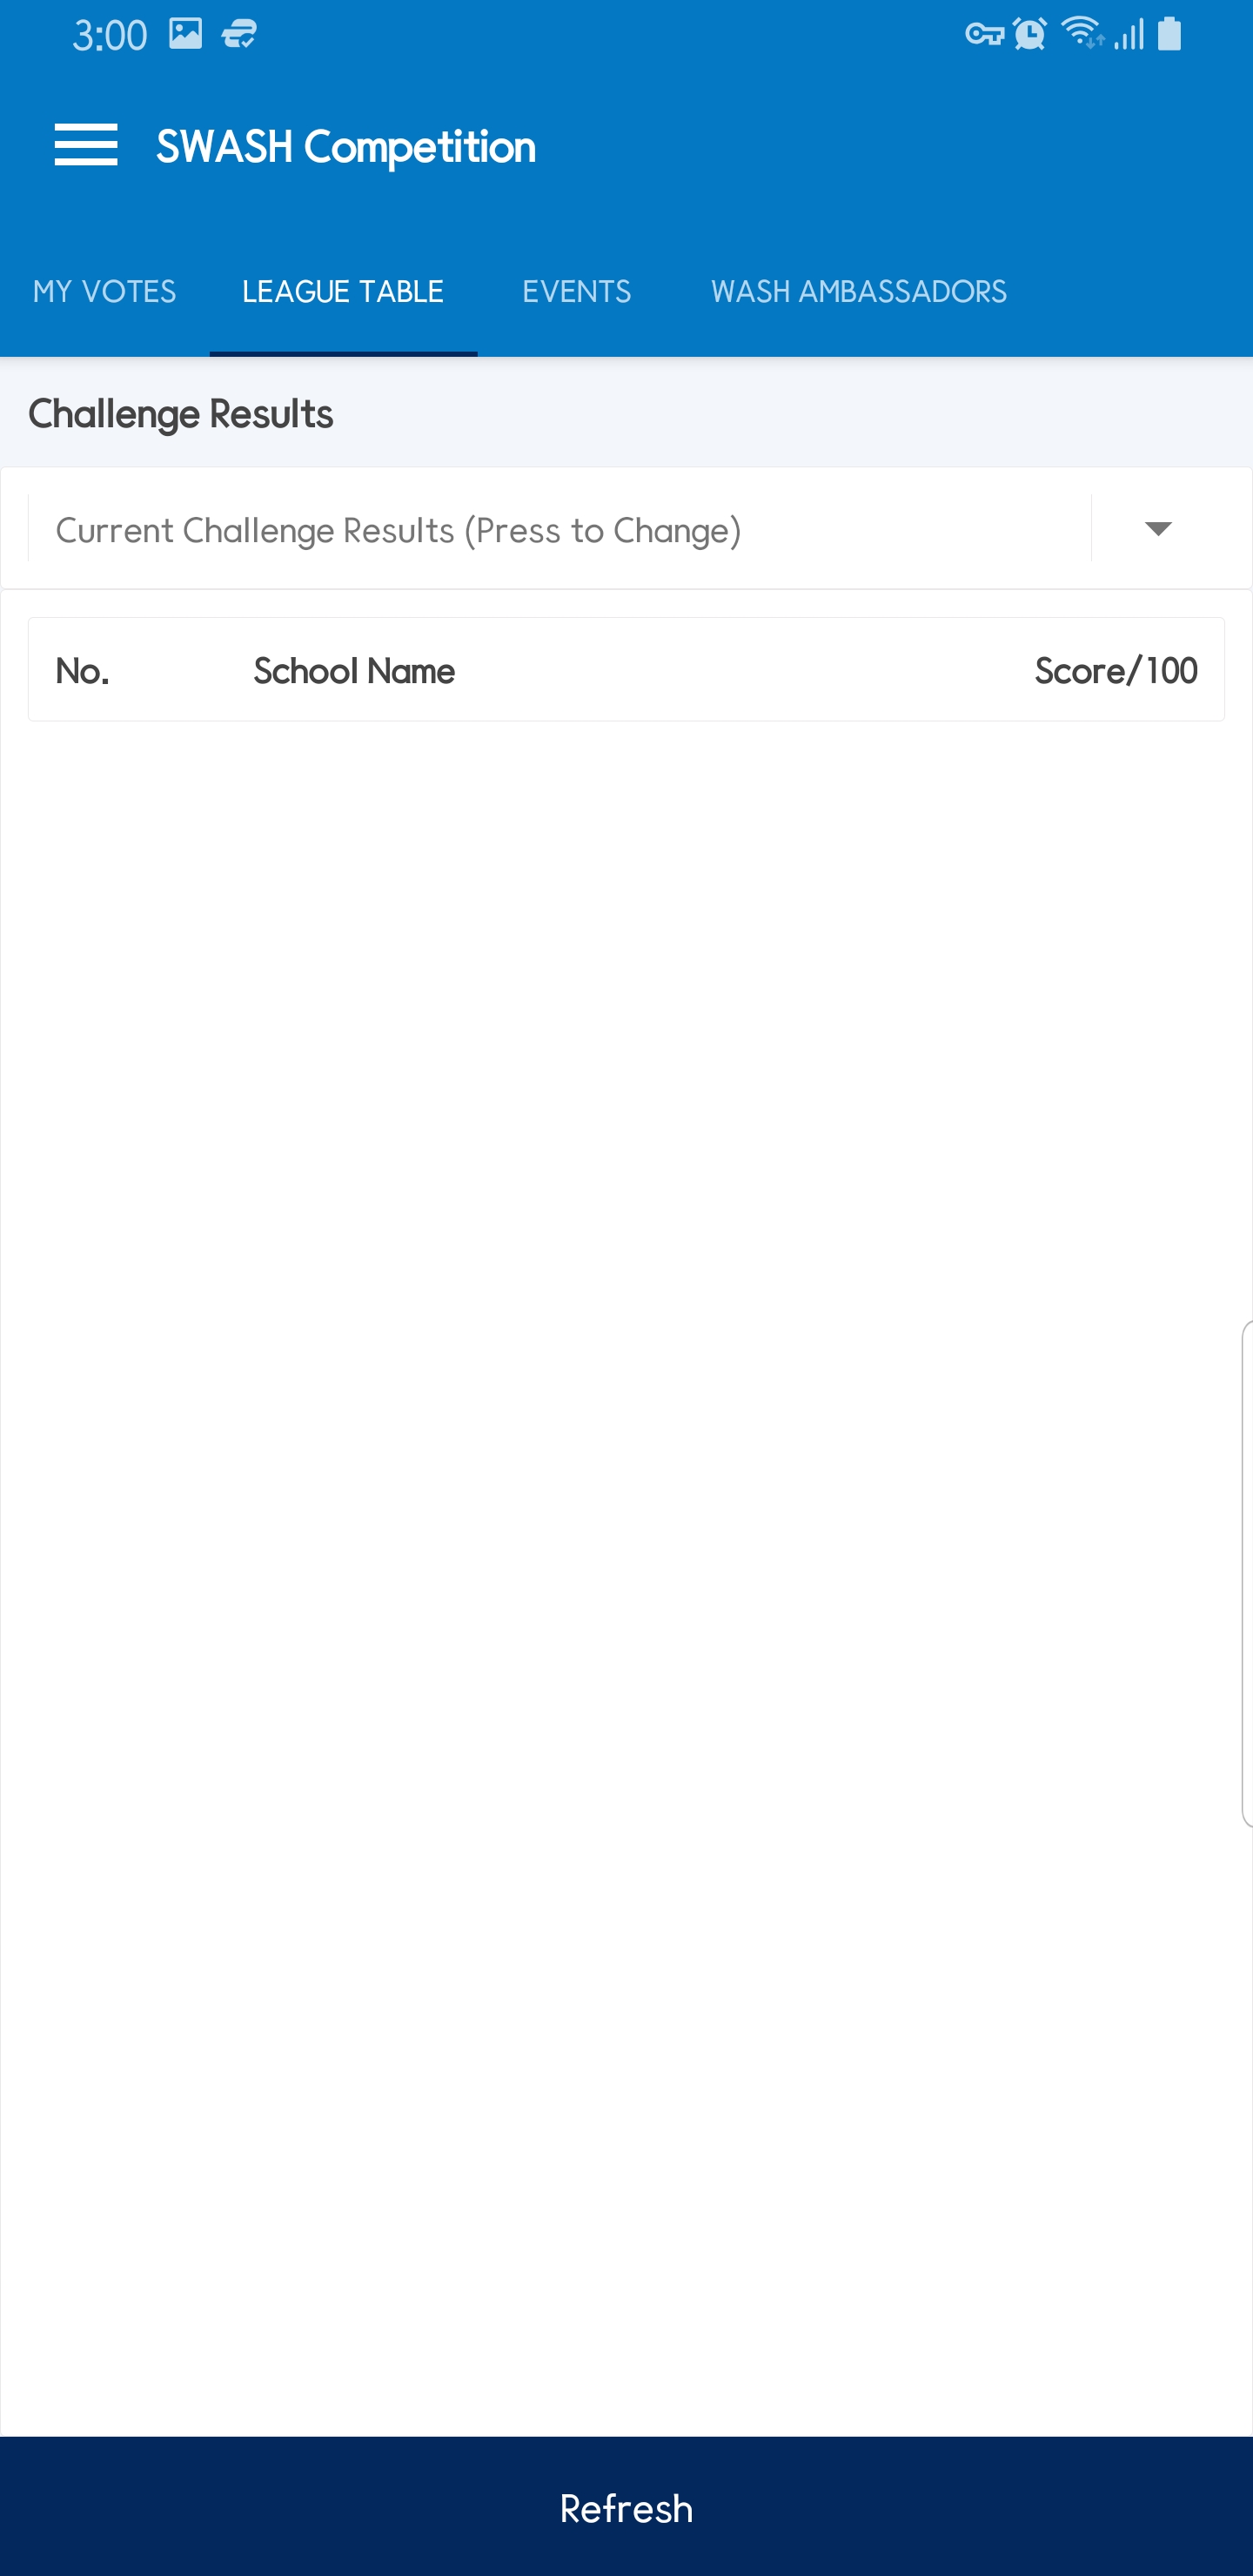 3:00
SWASH Competition
MY VOTES LEAGUE TABLE EVENTS WASH AMBASSADORS
Challenge Results
Current Challenge Results (Press to Change)
No. School Name Score/100
Refresh